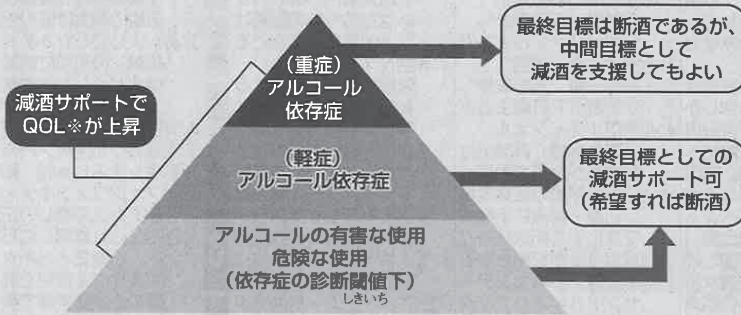 最終目標は断酒であるが、
中間目標として
減酒を支援してもよい
(重症)
アルコール
依存症
減酒サポートで
QOL※が上昇
(軽症)
アルコール依存症
最終目標としての
減酒サポート可
(希望すれば断酒)
アルコールの有害な使用
危険な使用
(依存症の診断閾値下)
しきいち